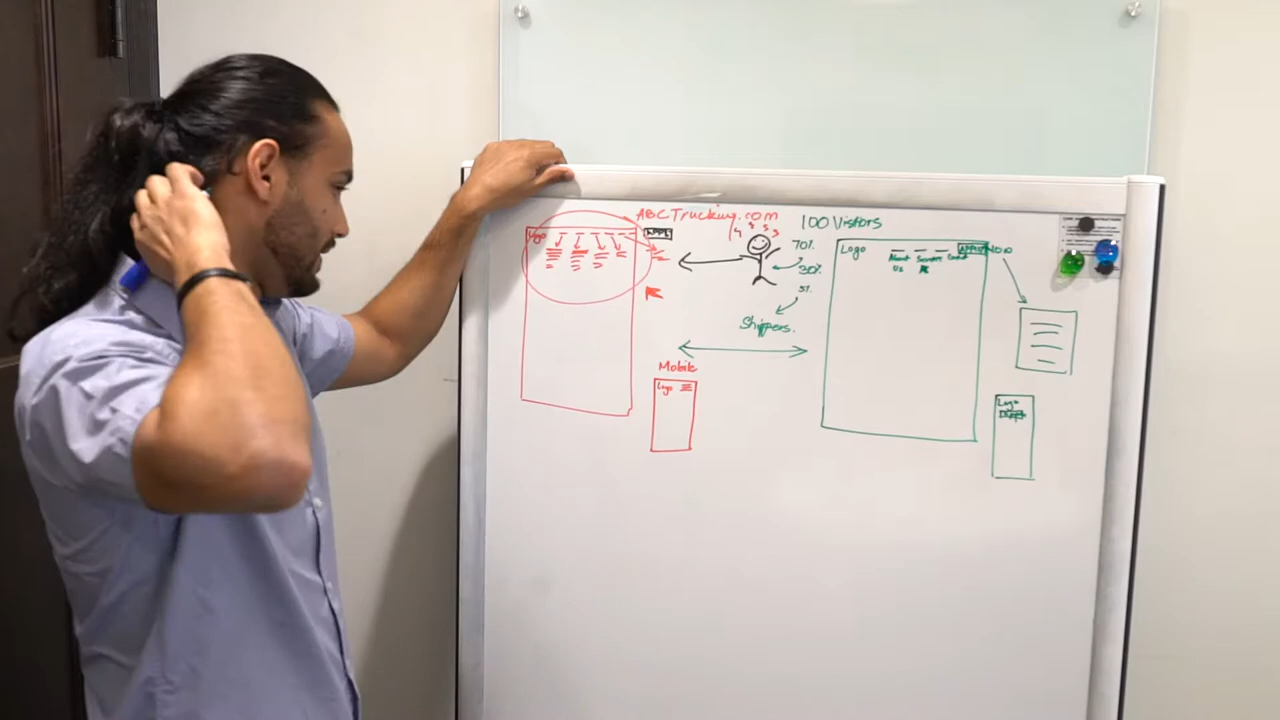 ABCTrucking.com
100 Visitors
Logo
APPLY
70%
30%
5%
Shippers.
Mobile
Logo
Logo
About Services Contact
Us
APPLY NOW
Logo